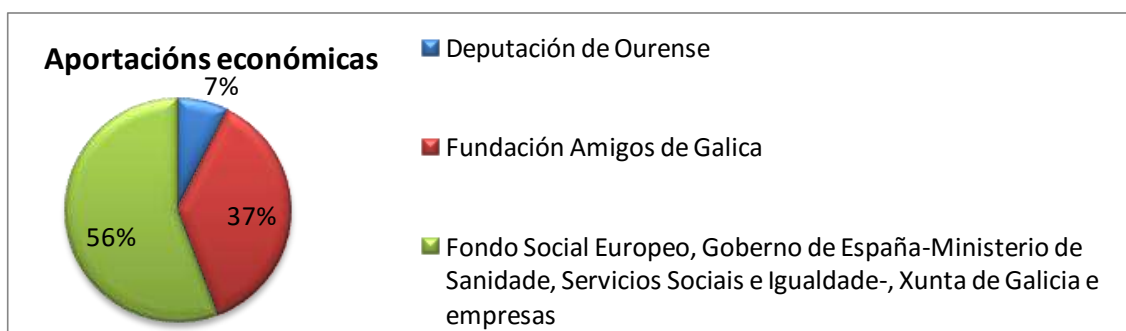 Aportacións económicas
7%
37%
56%
Deputación de Ourense
Fundación Amigos de Galica
Fondo Social Europeo, Goberno de España-Ministerio de
Sanidade, Servicios Sociais e Igualdade-, Xunta de Galicia e
empresas